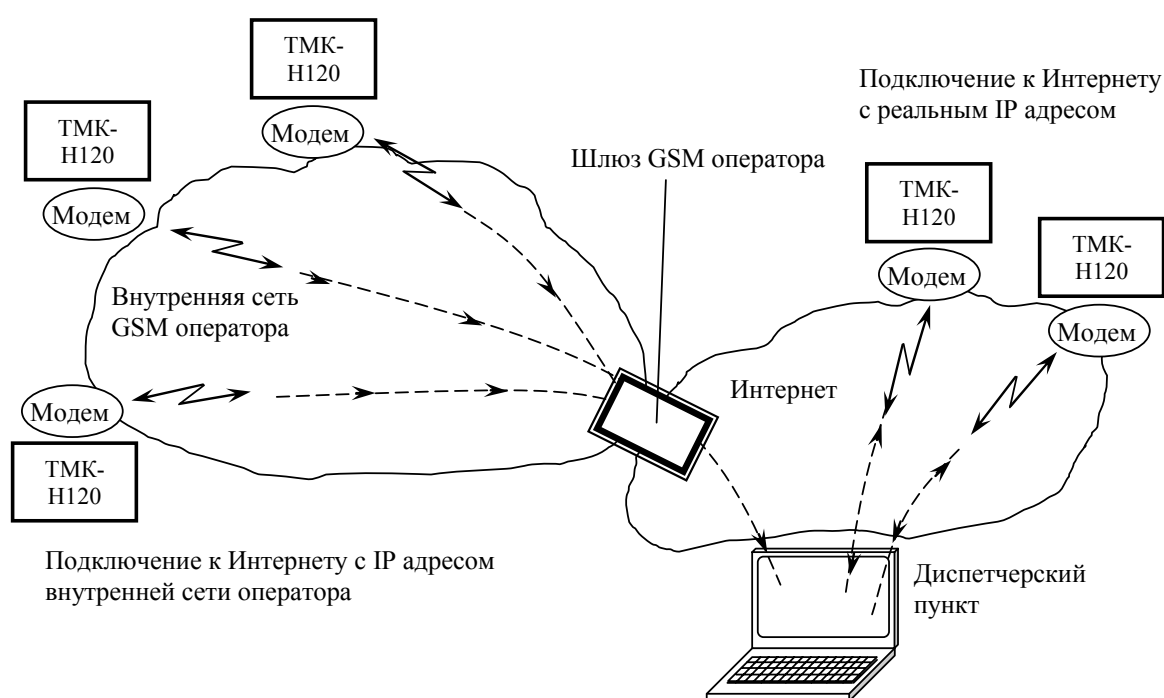 ТМК-
Н120
Модем
ТМК-
Н120
Модем
Подключение к Интернету
с реальным IP адресом
Шлюз GSM оператора
ТМК-
Н120
Модем
ТМК-
Н120
Модем
Внутренняя сеть
GSM оператора
Интернет
Модем
ТМК-
Н120
Подключение к Интернету с IP адресом
внутренней сети оператора
Диспетчерский
пункт